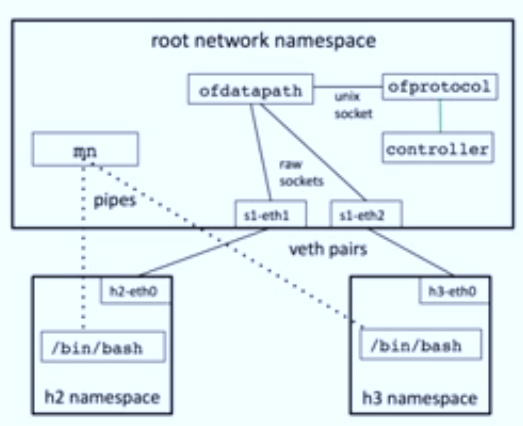 root network namespace
ofdatapath
unix
socket
ofprotocol
controller
mn
pipes
raw
sockets
s1-eth1
s1-eth2
veth pairs
h2-eth0
h3-eth0
/bin/bash
/bin/bash
h2 namespace
h3 namespace